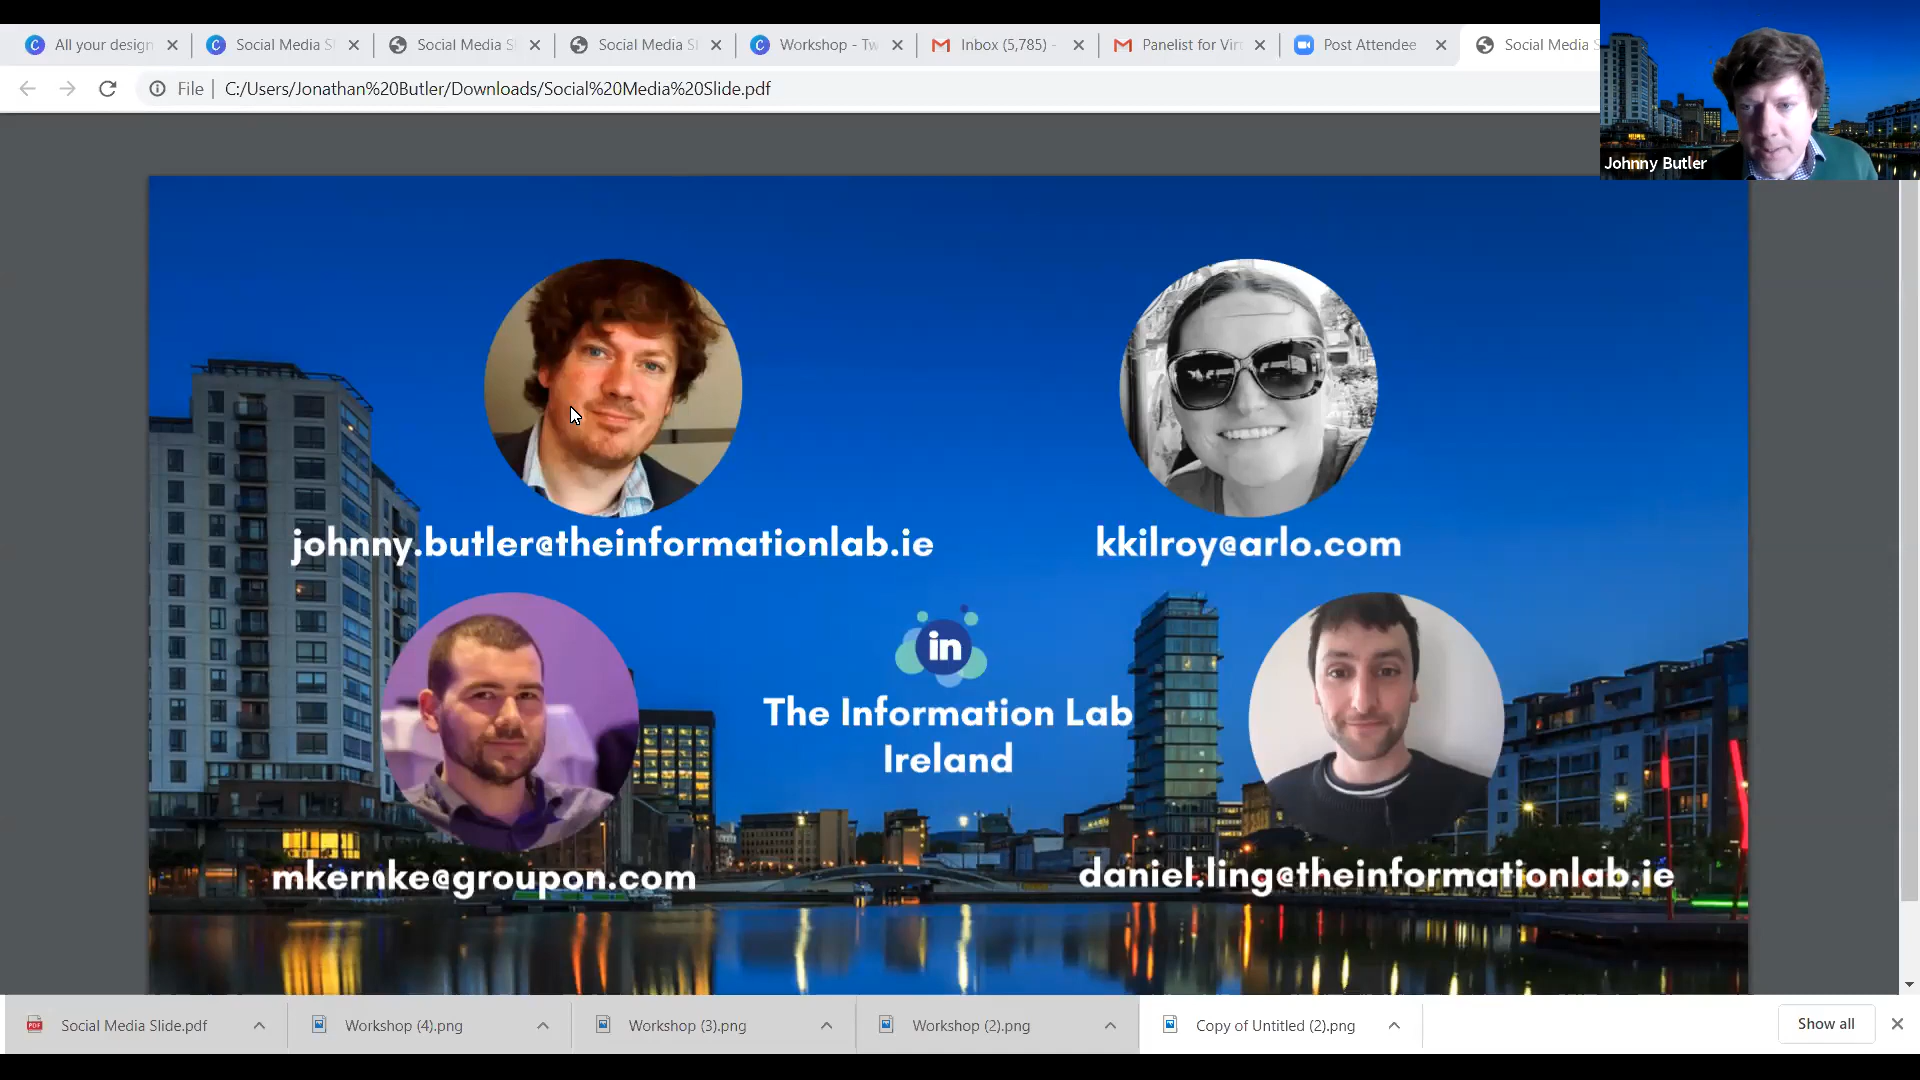 All your design
Social Media S
Social Media S
Social Media S
Workshop - Tw
Inbox (5,785) -
Panelist for Vir
Post Attendee
Social Media S
File
C:/Users/Jonathan%20Butler/Downloads/Social%20Media%20Slide.pdf
Johnny Butler
johnny.butler@theinformationlab.ie
kkilroy@arlo.com
in
The Information Lab
Ireland
mkernke@groupon.com
daniel.ling@theinformationlab.ie
Social Media Slide.pdf
Workshop (4).png
Workshop (3).png
Workshop (2).png
Copy of Untitled (2).png
Show all